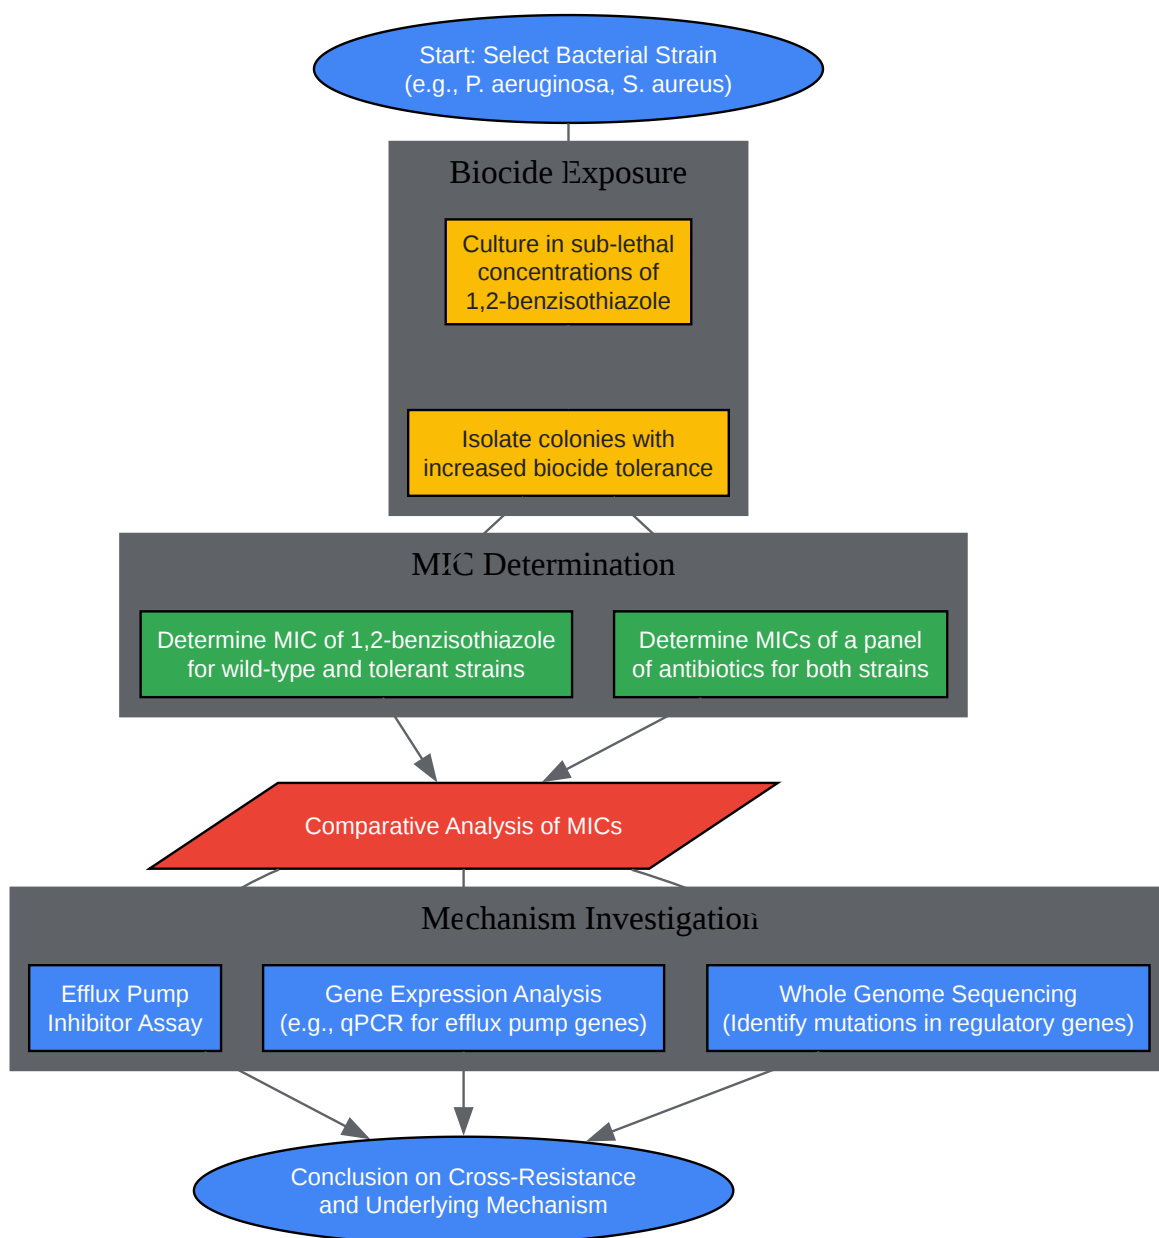 Start: Select Bacterial Strain
(e.g., P. aeruginosa, S. aureus)
Biocide Exposure
Culture in sub-lethal
concentrations of
1,2-benzisothiazole
Isolate colonies with
increased biocide tolerance
MIC Determination
Determine MIC of 1,2-benzisothiazole
for wild-type and tolerant strains
Determine MICs of a panel
of antibiotics for both strains
Comparative Analysis of MICs
Mechanism Investigation
Efflux Pump
Inhibitor Assay
Gene Expression Analysis
(e.g., qPCR for efflux pump genes)
Whole Genome Sequencing
(Identify mutations in regulatory genes)
Conclusion on Cross-Resistance
and Underlying Mechanism